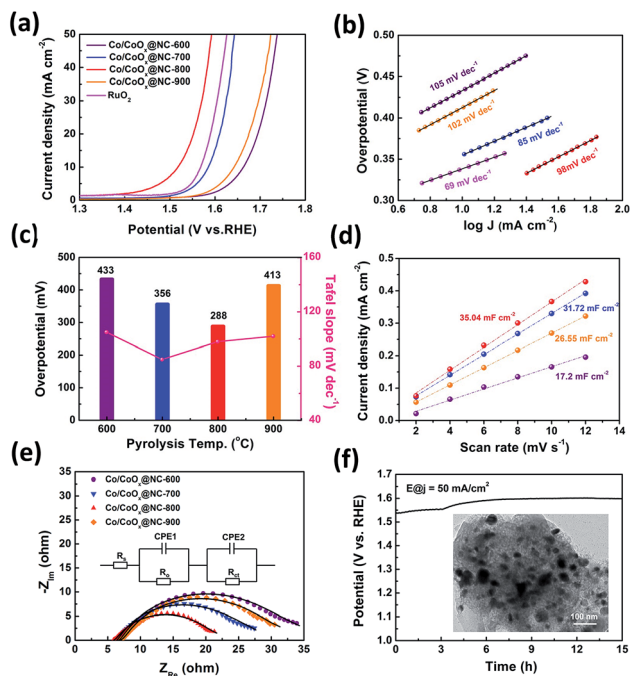 (a)
Co/CoOx@NC-600
Co/CoOx@NC-700
Co/CoOx@NC-800
Co/CoOx@NC-900
RuO2
50
40
30
20
10
0
Current density (mA cm-2)
1.3 1.4 1.5 1.6 1.7 1.8
Potential (V vs.RHE)
(b)
0.50
0.45
0.40
0.35
0.30
Overpotential (V)
105 mV dec-1
102 mV dec-1
85 mV dec-1
69 mV dec-1
98mV dec-1
0.6 0.8 1.0 1.2 1.4 1.6 1.8 2.0
log J (mA cm-2)
(c)
500
400
300
200
100
0
Overpotential (mV)
433
356
288
413
160
120
80
40
Tafel slope
(mV dec-1)
600 700 800 900
Pyrolysis Temp. (oC)
(d)
0.6
0.5
0.4
0.3
0.2
0.1
0.0
Current density (mA cm-2)
35.04 mF cm-2
31.72 mF cm-2
26.55 mF cm-2
17.2 mF cm-2
2 4 6 8 10 12 14
Scan rate (mV s-1)
(e)
Co/CoOx@NC-600
Co/CoOx@NC-700
Co/CoOx@NC-800
Co/CoOx@NC-900
-35
-30
-25
-20
-15
-10
-5
0
-ZIm (ohm)
CPE1 CPE2
Rs
Ro
Rct
0 5 10 15 20 25 30 35
ZRe (ohm)
(f)
E@j = 50 mA/cm2
1.8
1.7
1.6
1.5
1.4
1.3
1.2
Potential (V vs. RHE)
100 nm
0 3 6 9 12 15
Time (h)